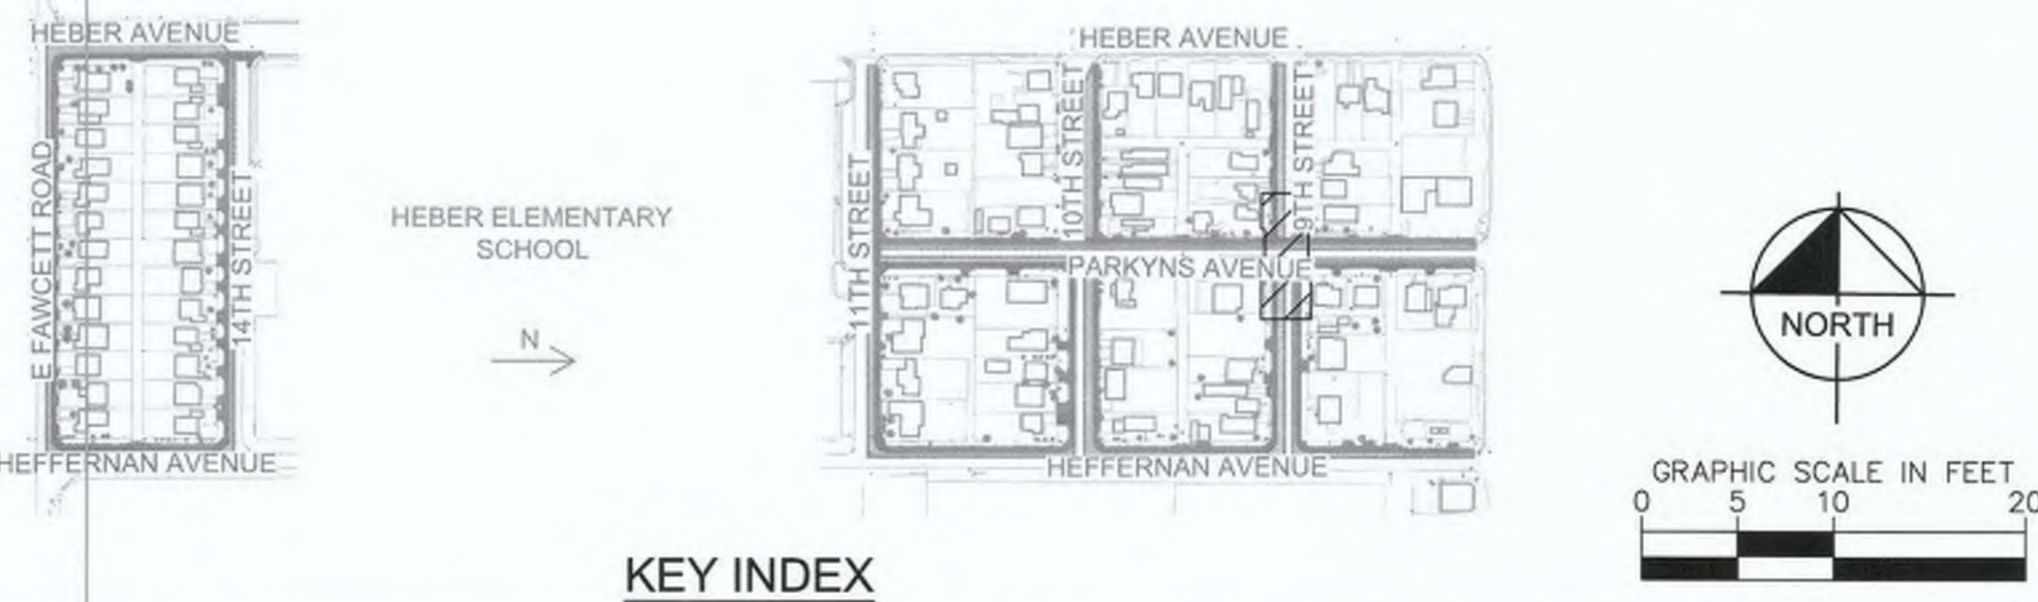 HEBER AVENUE
E FAWCETT ROAD
14TH STREET
HEFFERNAN AVENUE
HEBER ELEMENTARY
SCHOOL
N
HEBER AVENUE
11TH STREET
10TH STREET
9TH STREET
PARKYNS AVENUE
HEFFERNAN AVENUE
KEY INDEX
NORTH
GRAPHIC SCALE IN FEET
0 5 10 20